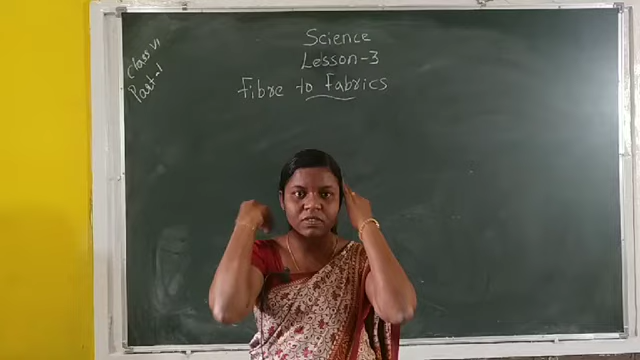 Class VI
Part-1
Science
Lesson-3
Fibre to Fabrics